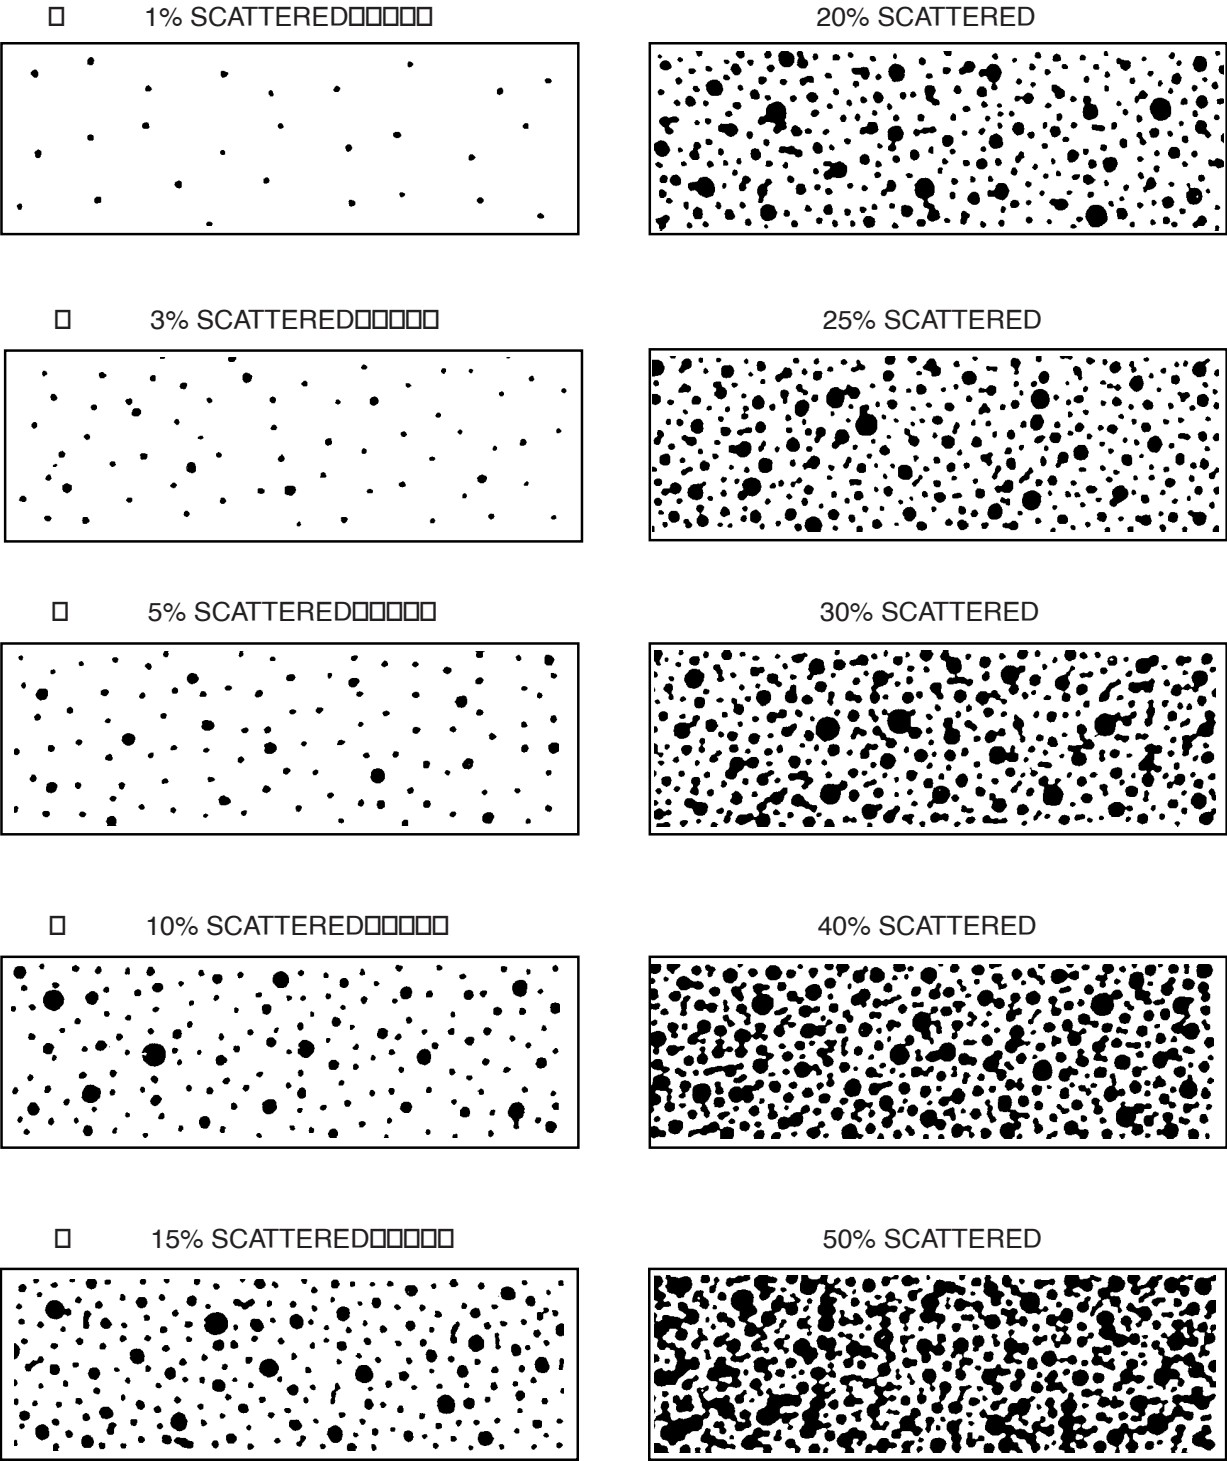 □ 1% SCATTERED□□□□□
20% SCATTERED
□ 3% SCATTERED□□□□□
25% SCATTERED
□ 5% SCATTERED□□□□□
30% SCATTERED
□ 10% SCATTERED□□□□□
40% SCATTERED
□ 15% SCATTERED□□□□□
50% SCATTERED